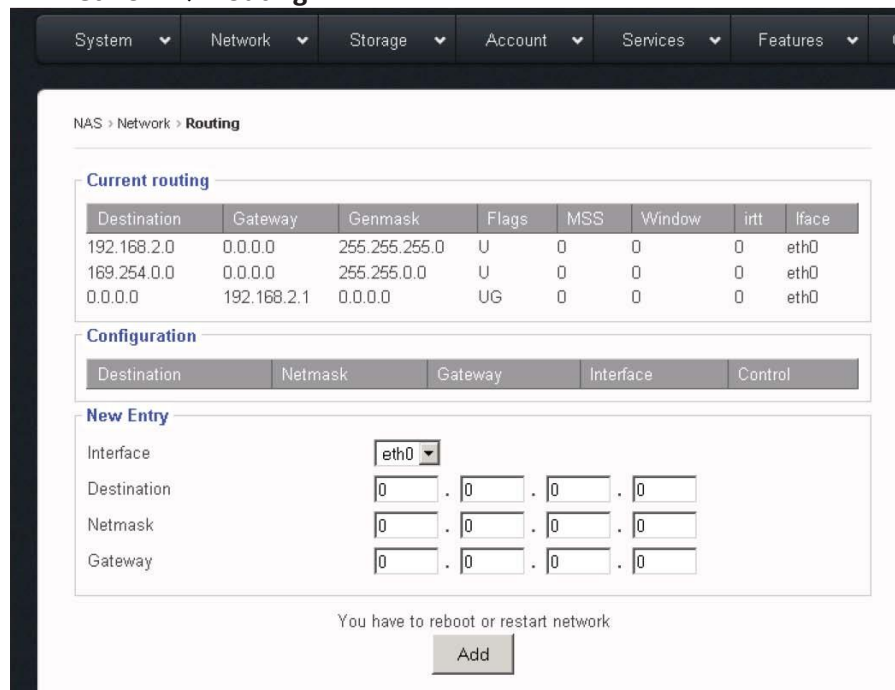 System Network Storage Account Services Features
NAS > Network > Routing
Current routing
Destination Gateway Genmask Flags MSS Window irtt Iface
192.168.2.0 0.0.0.0 255.255.255.0 U 0 0 0 eth0
169.254.0.0 0.0.0.0 255.255.0.0 U 0 0 0 eth0
0.0.0.0 192.168.2.1 0.0.0.0 UG 0 0 0 eth0
Configuration
Destination Netmask Gateway Interface Control
New Entry
Interface eth0
Destination 0 . 0 . 0 . 0
Netmask 0 . 0 . 0 . 0
Gateway 0 . 0 . 0 . 0
You have to reboot or restart network
Add